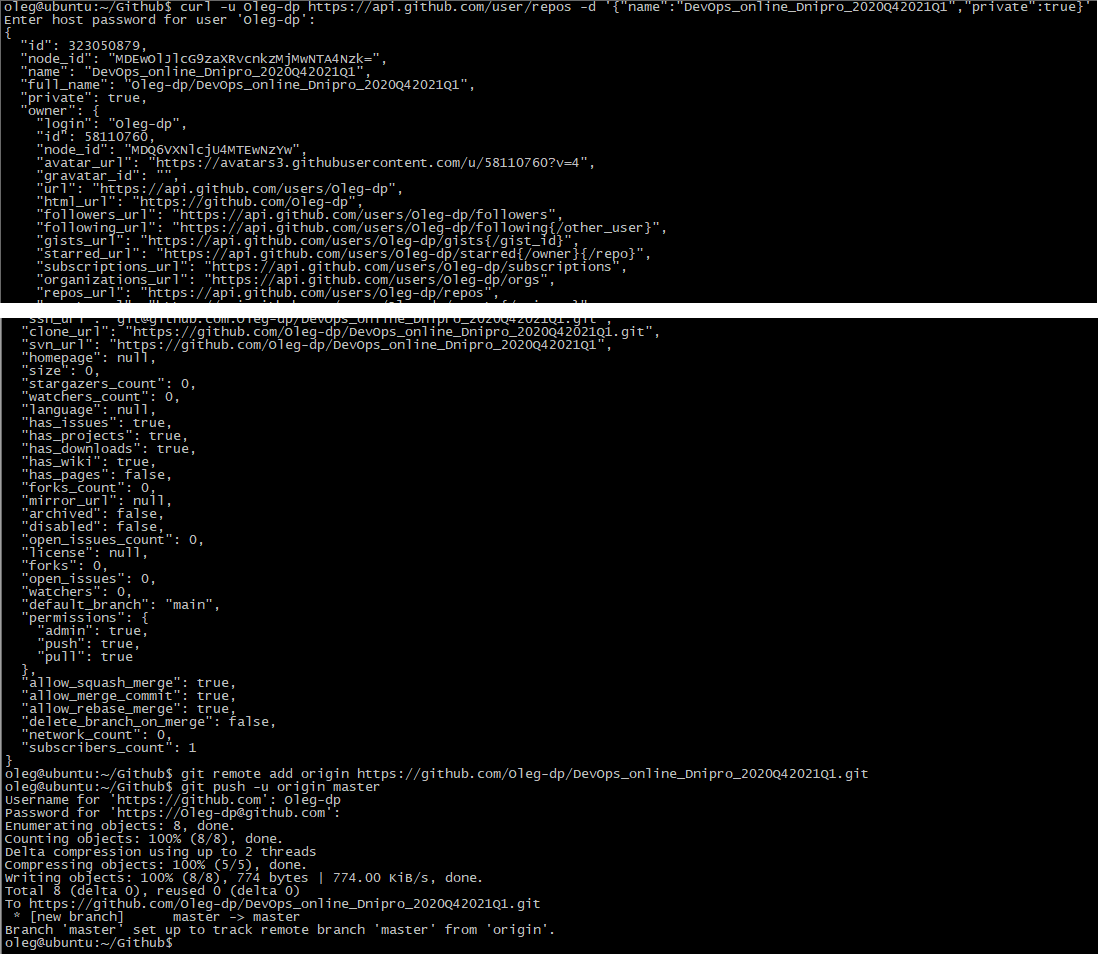 oleg@ubuntu:~/Github$ curl -u Oleg-dp https://api.github.com/user/repos -d '{"name":"DevOps_online_Dnipro_2020Q42021Q1","private":true}'
Enter host password for user 'Oleg-dp':
{
  "id": 323050879,
  "node_id": "MDEwOlJlcG9zaXRvcnkzMjMwNTA4Nzk=",
  "name": "DevOps_online_Dnipro_2020Q42021Q1",
  "full_name": "Oleg-dp/DevOps_online_Dnipro_2020Q42021Q1",
  "private": true,
  "owner": {
    "login": "Oleg-dp",
    "id": 58110760,
    "node_id": "MDQ6VXNlcjU4MTEwNzYw",
    "avatar_url": "https://avatars3.githubusercontent.com/u/58110760?v=4",
    "gravatar_id": "",
    "url": "https://api.github.com/users/Oleg-dp",
    "html_url": "https://github.com/Oleg-dp",
    "followers_url": "https://api.github.com/users/Oleg-dp/followers",
    "following_url": "https://api.github.com/users/Oleg-dp/following{/other_user}",
    "gists_url": "https://api.github.com/users/Oleg-dp/gists{/gist_id}",
    "starred_url": "https://api.github.com/users/Oleg-dp/starred{/owner}{/repo}",
    "subscriptions_url": "https://api.github.com/users/Oleg-dp/subscriptions",
    "organizations_url": "https://api.github.com/users/Oleg-dp/orgs",
    "repos_url": "https://api.github.com/users/Oleg-dp/repos",
  "ssh_url": "git@github.com:Oleg-dp/DevOps_online_Dnipro_2020Q42021Q1.git",
  "clone_url": "https://github.com/Oleg-dp/DevOps_online_Dnipro_2020Q42021Q1.git",
  "svn_url": "https://github.com/Oleg-dp/DevOps_online_Dnipro_2020Q42021Q1",
  "homepage": null,
  "size": 0,
  "stargazers_count": 0,
  "watchers_count": 0,
  "language": null,
  "has_issues": true,
  "has_projects": true,
  "has_downloads": true,
  "has_wiki": true,
  "has_pages": false,
  "forks_count": 0,
  "mirror_url": null,
  "archived": false,
  "disabled": false,
  "open_issues_count": 0,
  "license": null,
  "forks": 0,
  "open_issues": 0,
  "watchers": 0,
  "default_branch": "main",
  "permissions": {
    "admin": true,
    "push": true,
    "pull": true
  },
  "allow_squash_merge": true,
  "allow_merge_commit": true,
  "allow_rebase_merge": true,
  "delete_branch_on_merge": false,
  "network_count": 0,
  "subscribers_count": 1
}
oleg@ubuntu:~/Github$ git remote add origin https://github.com/Oleg-dp/DevOps_online_Dnipro_2020Q42021Q1.git
oleg@ubuntu:~/Github$ git push -u origin master
Username for 'https://github.com': Oleg-dp
Password for 'https://Oleg-dp@github.com':
Enumerating objects: 8, done.
Counting objects: 100% (8/8), done.
Delta compression using up to 2 threads
Compressing objects: 100% (5/5), done.
Writing objects: 100% (8/8), 774 bytes | 774.00 KiB/s, done.
Total 8 (delta 0), reused 0 (delta 0)
To https://github.com/Oleg-dp/DevOps_online_Dnipro_2020Q42021Q1.git
 * [new branch]      master -> master
Branch 'master' set up to track remote branch 'master' from 'origin'.
oleg@ubuntu:~/Github$